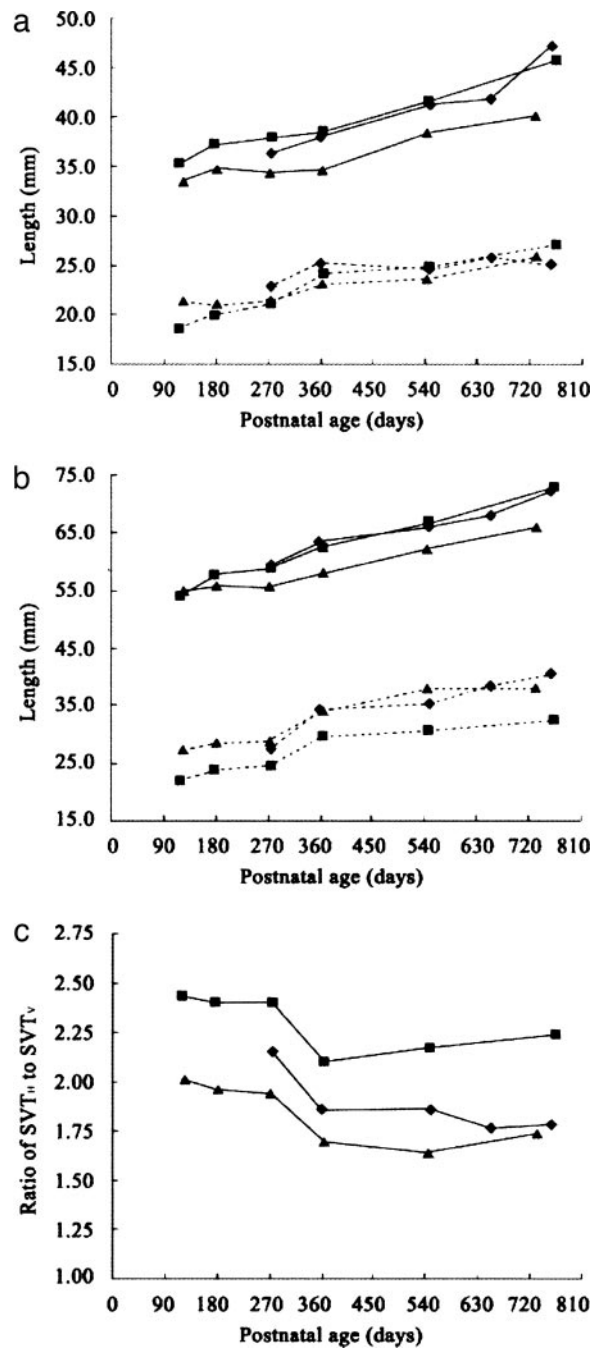 a
50.0
45.0
40.0
35.0
30.0
25.0
20.0
15.0
Length (mm)
0 90 180 270 360 450 540 630 720 810
Postnatal age (days)
b
75.0
65.0
55.0
45.0
35.0
25.0
15.0
Length (mm)
0 90 180 270 360 450 540 630 720 810
Postnatal age (days)
c
2.75
2.50
2.25
2.00
1.75
1.50
1.25
1.00
Ratio of SVTH to SVTV
0 90 180 270 360 450 540 630 720 810
Postnatal age (days)